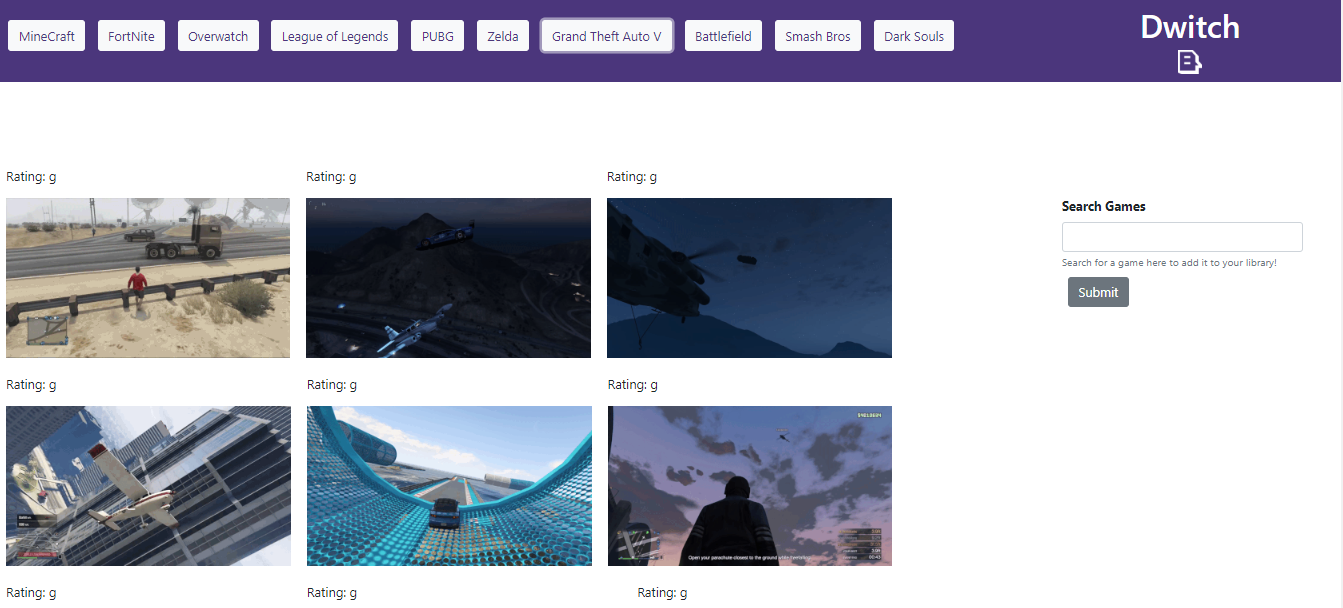 MineCraft FortNite Overwatch League of Legends PUBG Zelda Grand Theft Auto V Battlefield Smash Bros Dark Souls
Dwitch
Rating: g Rating: g Rating: g
Search Games
Search for a game here to add it to your library!
Submit
Rating: g Rating: g Rating: g
Open your parachute close to the ground
Rating: g Rating: g Rating: g